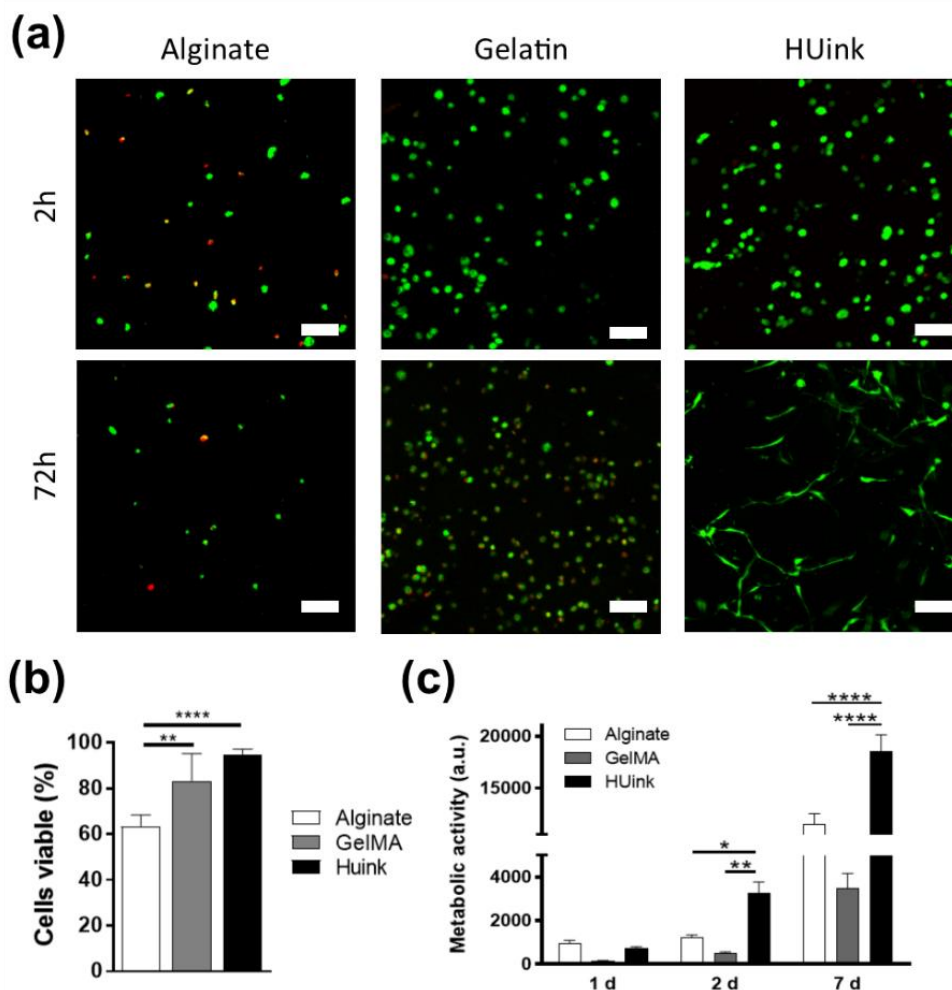 (a)
Alginate Gelatin HUink
2h
72h
(b)
Cells viable (%)
100
80
60
40
20
0
****
**
Alginate
GelMA
Huink
(c)
Metabolic activity (a.u.)
20000
15000
4000
2000
0
Alginate
GelMA
HUink
*
**
****
****
1 d 2 d 7 d